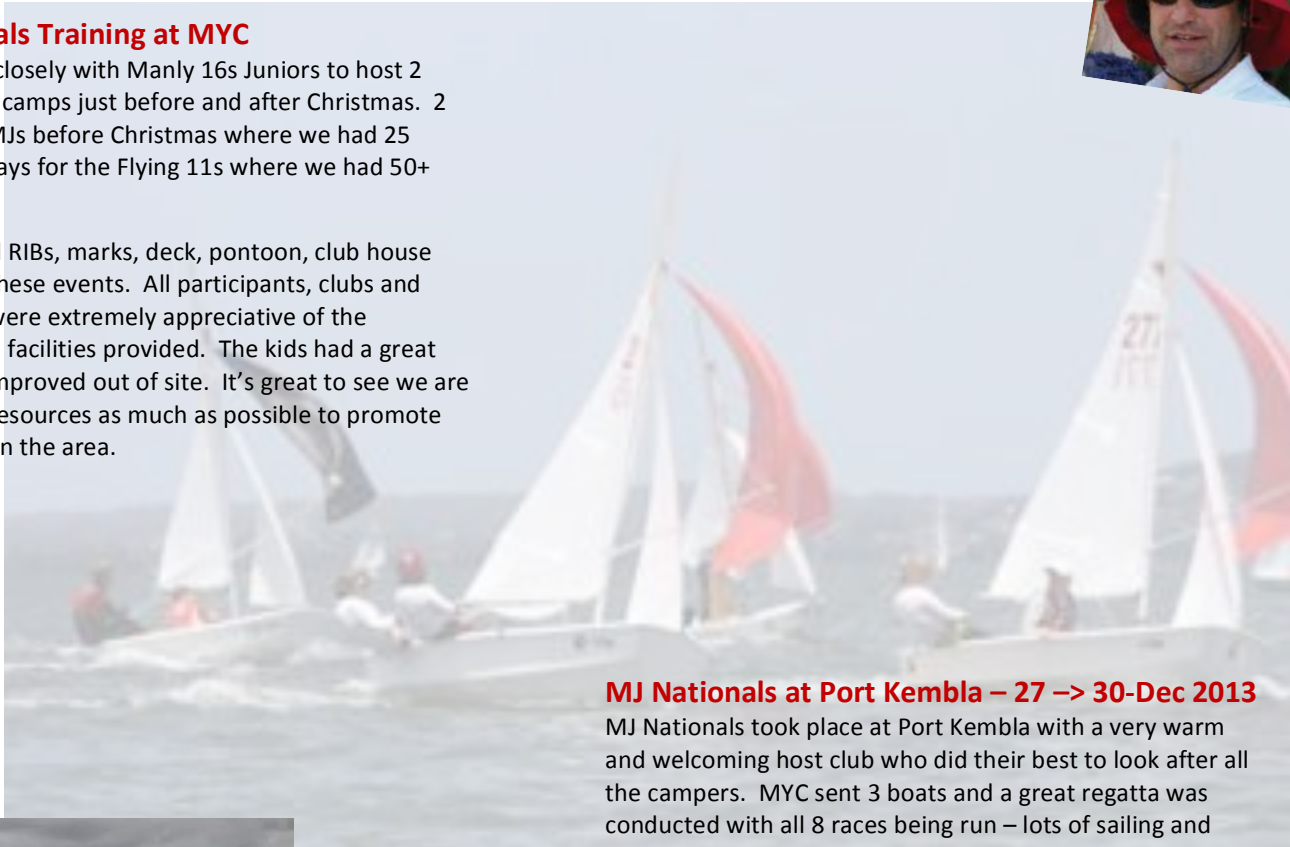 als Training at MYC
closely with Manly 16s Juniors to host 2
camps just before and after Christmas.  2
MJs before Christmas where we had 25
ays for the Flying 11s where we had 50+
RIBs, marks, deck, pontoon, club house
hese events.  All participants, clubs and
were extremely appreciative of the
facilities provided.  The kids had a great
mproved out of site.  It’s great to see we are
resources as much as possible to promote
n the area.
27
MJ Nationals at Port Kembla – 27 –> 30-Dec 2013
MJ Nationals took place at Port Kembla with a very warm
and welcoming host club who did their best to look after all
the campers.  MYC sent 3 boats and a great regatta was
conducted with all 8 races being run – lots of sailing and